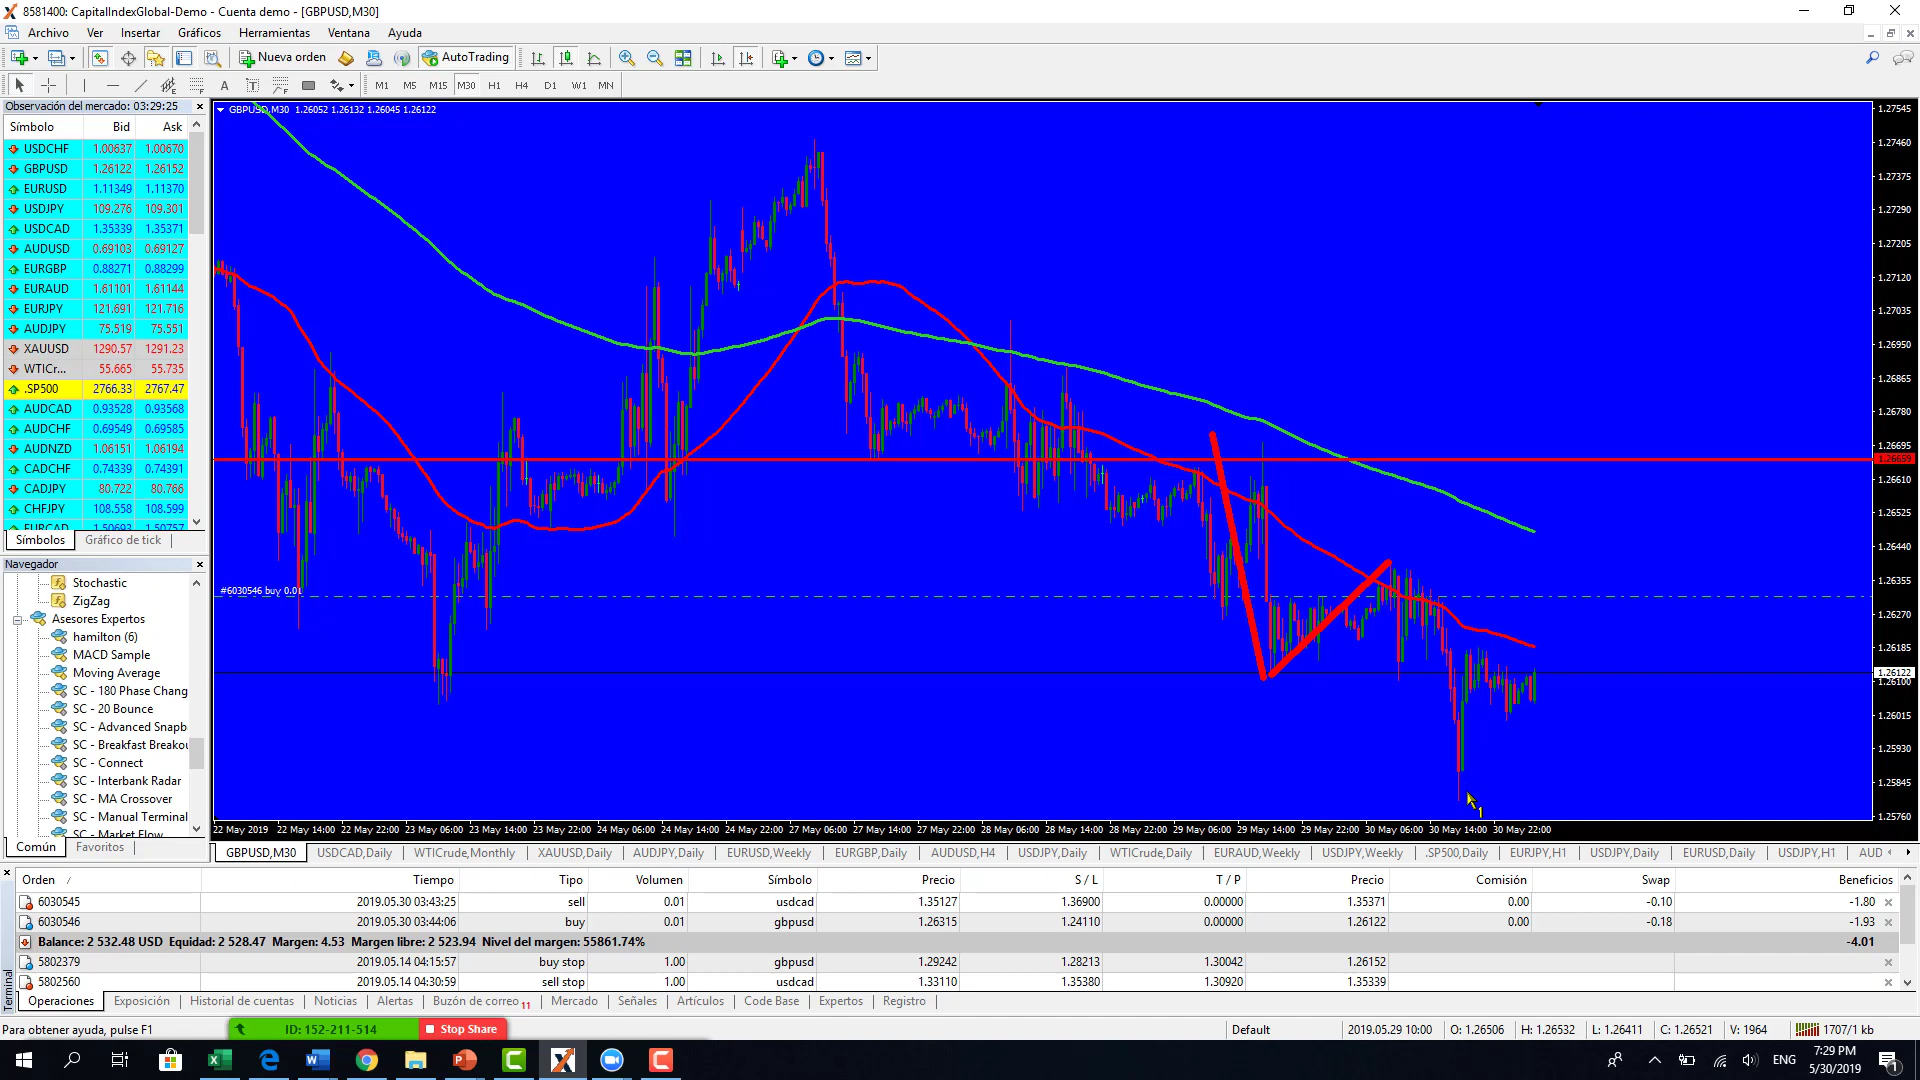 8581400: CapitalIndexGlobal-Demo - Cuenta demo - [GBPUSD,M30]
Archivo Ver Insertar Gráficos Herramientas Ventana Ayuda
Nueva orden AutoTrading
A T F M1 M5 M15 M30 H1 H4 D1 W1 MN
Observación del mercado: 03:29:25
Símbolo Bid Ask
USDCHF 1.00637 1.00670
GBPUSD 1.26122 1.26152
EURUSD 1.11349 1.11370
USDJPY 109.276 109.301
USDCAD 1.35339 1.35371
AUDUSD 0.69103 0.69127
EURGBP 0.88271 0.88299
EURAUD 1.61101 1.61144
EURJPY 121.691 121.716
AUDJPY 75.519 75.551
XAUUSD 1290.57 1291.23
WTICr... 55.665 55.735
.SP500 2766.33 2767.47
AUDCAD 0.93528 0.93568
AUDCHF 0.69549 0.69585
AUDNZD 1.06151 1.06194
CADCHF 0.74339 0.74391
CADJPY 80.722 80.766
CHFJPY 108.558 108.599
EURCAD 1.50693 1.50757
Símbolos Gráfico de tick
Navegador
Stochastic
ZigZag
Asesores Expertos
hamilton (6)
MACD Sample
Moving Average
SC - 180 Phase Chang
SC - 20 Bounce
SC - Advanced Snapb
SC - Breakfast Breakou
SC - Connect
SC - Interbank Radar
SC - MA Crossover
SC - Manual Terminal
SC - Market Flow
Común Favoritos
GBPUSD,M30 1.26052 1.26132 1.26045 1.26122
#6030546 buy 0.01
1.27545
1.27460
1.27375
1.27290
1.27205
1.27120
1.27035
1.26950
1.26865
1.26780
1.26695
1.26659
1.26610
1.26525
1.26440
1.26355
1.26270
1.26185
1.26122
1.26100
1.26015
1.25930
1.25845
1.25760
22 May 2019 22 May 14:00 22 May 22:00 23 May 06:00 23 May 14:00 23 May 22:00 24 May 06:00 24 May 14:00 24 May 22:00 27 May 06:00 27 May 14:00 27 May 22:00 28 May 06:00 28 May 14:00 28 May 22:00 29 May 06:00 29 May 14:00 29 May 22:00 30 May 06:00 30 May 14:00 30 May 22:00
GBPUSD,M30 USDCAD,Daily WTICrude,Monthly XAUUSD,Daily AUDJPY,Daily EURUSD,Weekly EURGBP,Daily AUDUSD,H4 USDJPY,Daily WTICrude,Daily EURAUD,Weekly USDJPY,Weekly .SP500,Daily EURJPY,H1 USDJPY,Daily EURUSD,Daily USDJPY,H1 AUD
Orden / Tiempo Tipo Volumen Símbolo Precio S / L T / P Precio Comisión Swap Beneficios
6030545 2019.05.30 03:43:25 sell 0.01 usdcad 1.35127 1.36900 0.00000 1.35371 0.00 -0.10 -1.80
6030546 2019.05.30 03:44:06 buy 0.01 gbpusd 1.26315 1.24110 0.00000 1.26122 0.00 -0.18 -1.93
Balance: 2 532.48 USD Equidad: 2 528.47 Margen: 4.53 Margen libre: 2 523.94 Nivel del margen: 55861.74% -4.01
5802379 2019.05.14 04:15:57 buy stop 1.00 gbpusd 1.29242 1.28213 1.30042 1.26152
5802560 2019.05.14 04:30:59 sell stop 1.00 usdcad 1.33110 1.35380 1.30920 1.35339
Terminal
Operaciones Exposición Historial de cuentas Noticias Alertas Buzón de correo 11 Mercado Señales Artículos Code Base Expertos Registro
Para obtener ayuda, pulse F1 ID: 152-211-514 Stop Share Default 2019.05.29 10:00 O: 1.26506 H: 1.26532 L: 1.26411 C: 1.26521 V: 1964 1707/1 kb
ENG 7:29 PM
5/30/2019 1